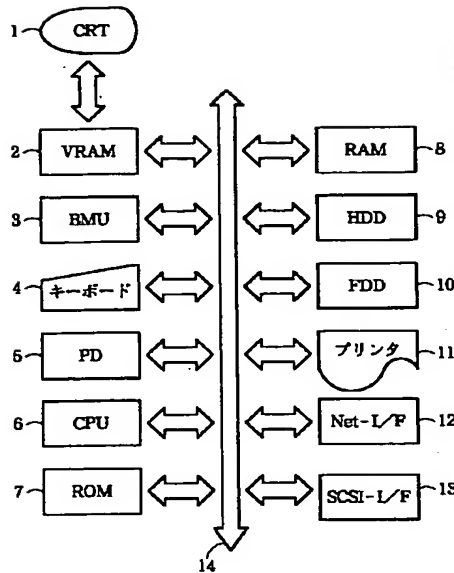 1 CRT
2 VRAM RAM 8
3 BMU HDD 9
4 キーボード FDD 10
5 PD プリンタ 11
6 CPU Net-I/F 12
7 ROM SCSI-I/F 13
14